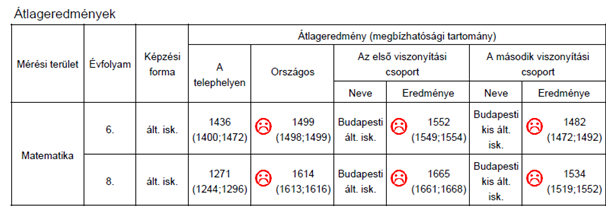 Átlageredmények
Mérési terület
Évfolyam
Képzési forma
Átlageredmény (megbízhatósági tartomány)
A telephelyen
Országos
Az első viszonyítási csoport
A második viszonyítási csoport
Neve
Eredménye
Neve
Eredménye
Matematika
6.
ált. isk.
1436
(1400;1472)
1499
(1498;1499)
Budapesti
ált. isk.
1552
(1549;1554)
Budapesti
kis ált.
isk.
1482
(1472;1492)
8.
ált. isk.
1271
(1244;1296)
1614
(1613;1616)
Budapesti
ált. isk.
1665
(1661;1668)
Budapesti
kis ált.
isk.
1534
(1519;1552)